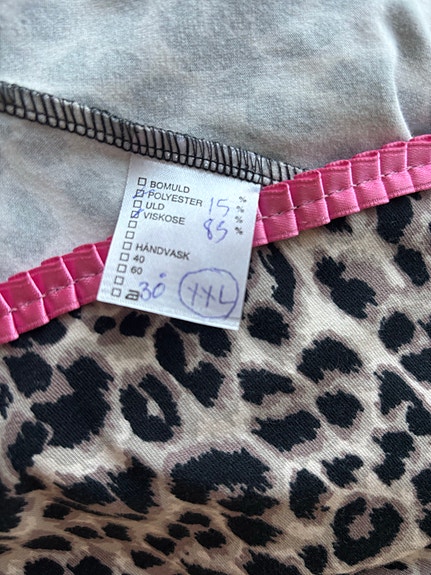 ☐ BOMULD %
☑ POLYESTER 15 %
☐ ULD %
☑ VISKOSE 85 %
☐
☐ HÅNDVASK
☐ 40
☐ 60
☐ a 30° XXL